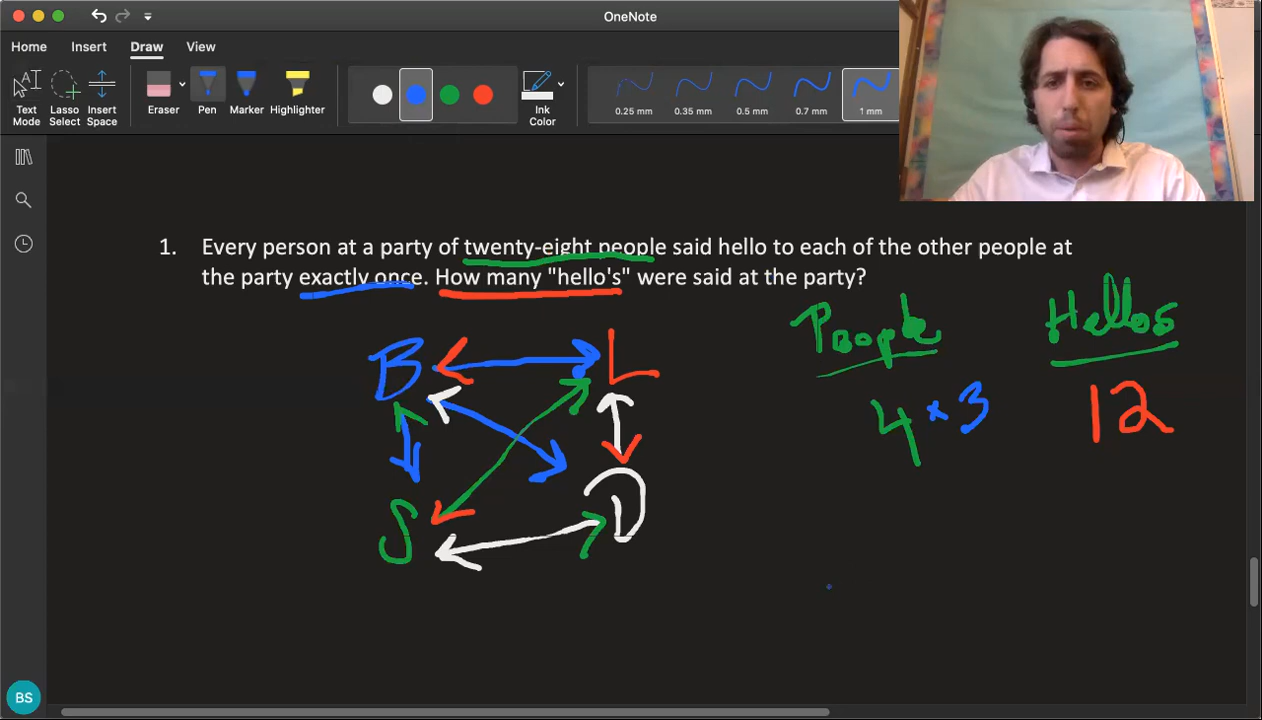 OneNote
Home Insert Draw View
Text Mode
Lasso Select
Insert Space
Eraser
Pen
Marker
Highlighter
Ink Color
0.25 mm
0.35 mm
0.5 mm
0.7 mm
1 mm
1. Every person at a party of twenty-eight people said hello to each of the other people at
the party exactly once. How many "hello's" were said at the party?
People Hellos
B L
4 * 3 12
S D
BS